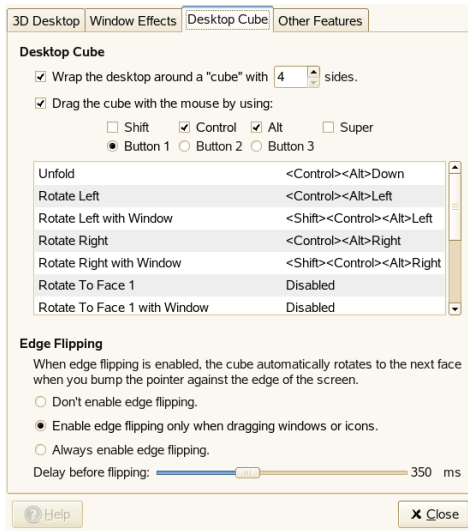 3D Desktop Window Effects Desktop Cube Other Features
Desktop Cube
Wrap the desktop around a "cube" with 4 sides.
Drag the cube with the mouse by using:
Shift Control Alt Super
Button 1 Button 2 Button 3
Unfold <Control><Alt>Down
Rotate Left <Control><Alt>Left
Rotate Left with Window <Shift><Control><Alt>Left
Rotate Right <Control><Alt>Right
Rotate Right with Window <Shift><Control><Alt>Right
Rotate To Face 1 Disabled
Rotate To Face 1 with Window Disabled
Edge Flipping
When edge flipping is enabled, the cube automatically rotates to the next face
when you bump the pointer against the edge of the screen.
Don't enable edge flipping.
Enable edge flipping only when dragging windows or icons.
Always enable edge flipping.
Delay before flipping: 350 ms
Help Close